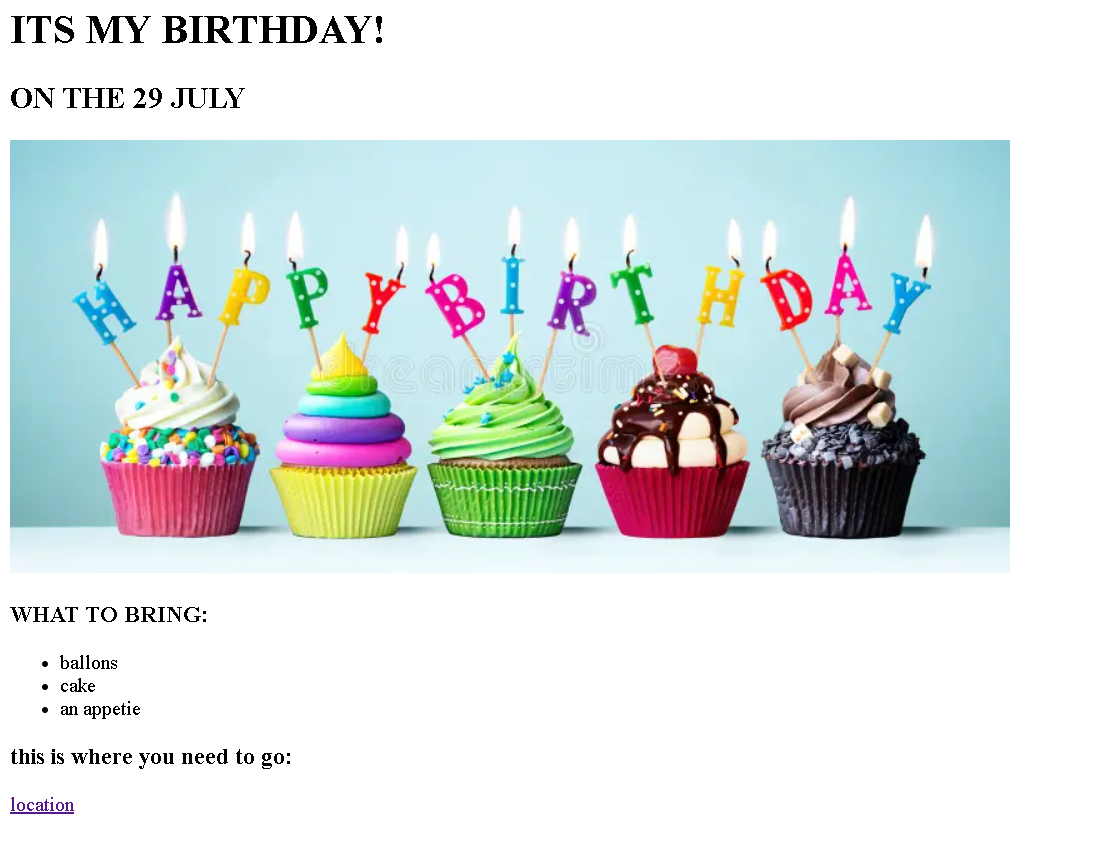 ITS MY BIRTHDAY!
ON THE 29 JULY
HAPPY BIRTHDAY
WHAT TO BRING:
• ballons
• cake
• an appetie
this is where you need to go:
location